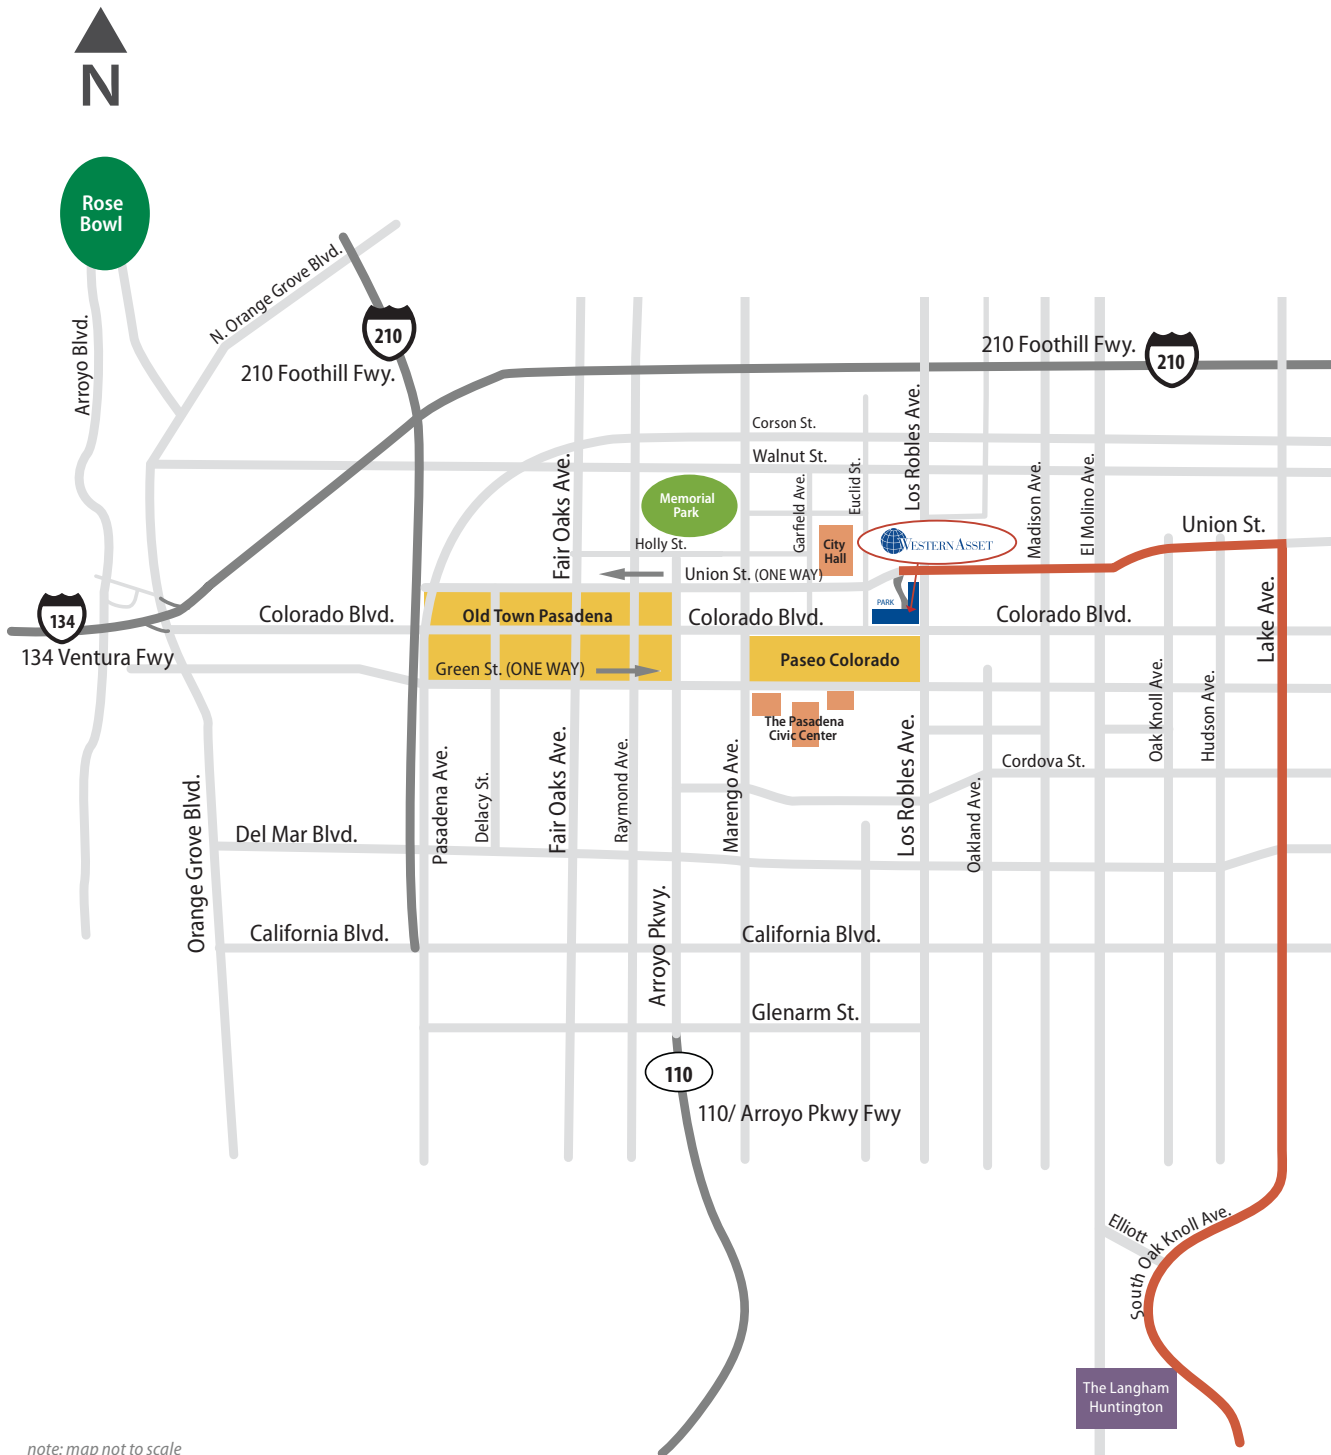 N
Rose
Bowl
N. Orange Grove Blvd.
Arroyo Blvd.
210
210 Foothill Fwy.
210 Foothill Fwy.
210
Corson St.
Walnut St.
Fair Oaks Ave.
Memorial
Park
Garfield Ave.
Euclid St.
Los Robles Ave.
Madison Ave.
El Molino Ave.
Union St.
Holly St.
City
Hall
WESTERN ASSET
Union St. (ONE WAY)
PARK
134
134 Ventura Fwy
Colorado Blvd.
Old Town Pasadena
Colorado Blvd.
Colorado Blvd.
Lake Ave.
Green St. (ONE WAY)
Paseo Colorado
The Pasadena
Civic Center
Oak Knoll Ave.
Hudson Ave.
Orange Grove Blvd.
Pasadena Ave.
Delacy St.
Fair Oaks Ave.
Raymond Ave.
Marengo Ave.
Los Robles Ave.
Oakland Ave.
Cordova St.
Del Mar Blvd.
California Blvd.
Arroyo Pkwy.
California Blvd.
Glenarm St.
110
110/ Arroyo Pkwy Fwy
Elliott
South Oak Knoll Ave.
The Langham
Huntington
note: map not to scale